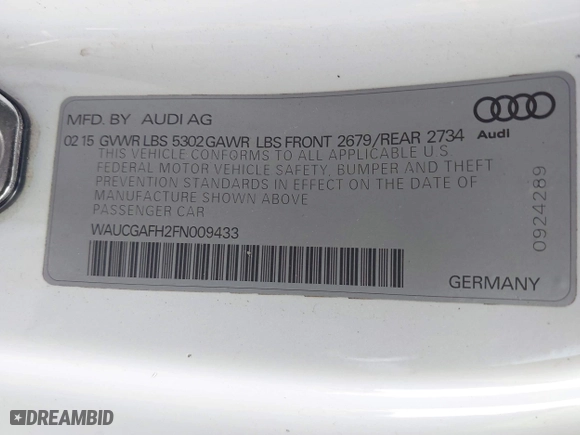 MFD. BY AUDI AG
02 15 GVWR LBS 5302 GAWR LBS FRONT 2679/REAR 2734
Audi
THIS VEHICLE CONFORMS TO ALL APPLICABLE U S
FEDERAL MOTOR VEHICLE SAFETY, BUMPER AND THEFT
PREVENTION STANDARDS IN EFFECT ON THE DATE OF
MANUFACTURE SHOWN ABOVE
PASSENGER CAR
WAUCGAFH2FN009433
0924289
GERMANY
DREAMBID